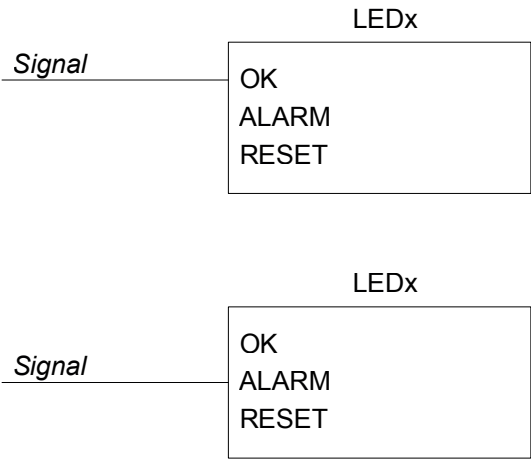 LEDx
Signal
OK
ALARM
RESET
LEDx
OK
Signal
ALARM
RESET